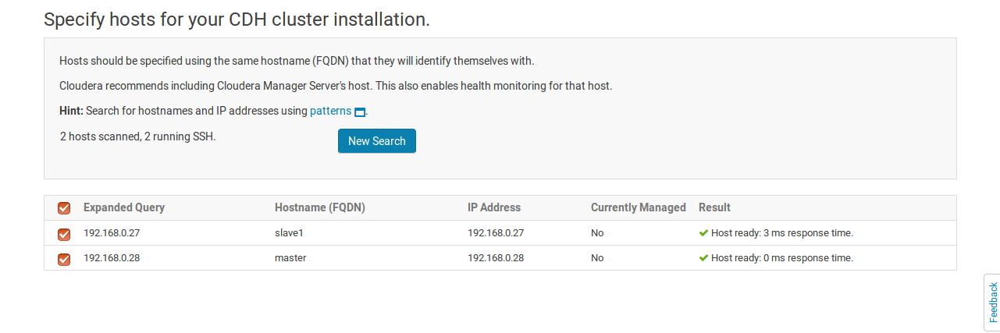 Specify hosts for your CDH cluster installation.
Hosts should be specified using the same hostname (FQDN) that they will identify themselves with.
Cloudera recommends including Cloudera Manager Server's host. This also enables health monitoring for that host.
Hint: Search for hostnames and IP addresses using patterns .
2 hosts scanned, 2 running SSH.
New Search
Expanded Query Hostname (FQDN) IP Address Currently Managed Result
192.168.0.27 slave1 192.168.0.27 No Host ready: 3 ms response time.
192.168.0.28 master 192.168.0.28 No Host ready: 0 ms response time.
Feedback